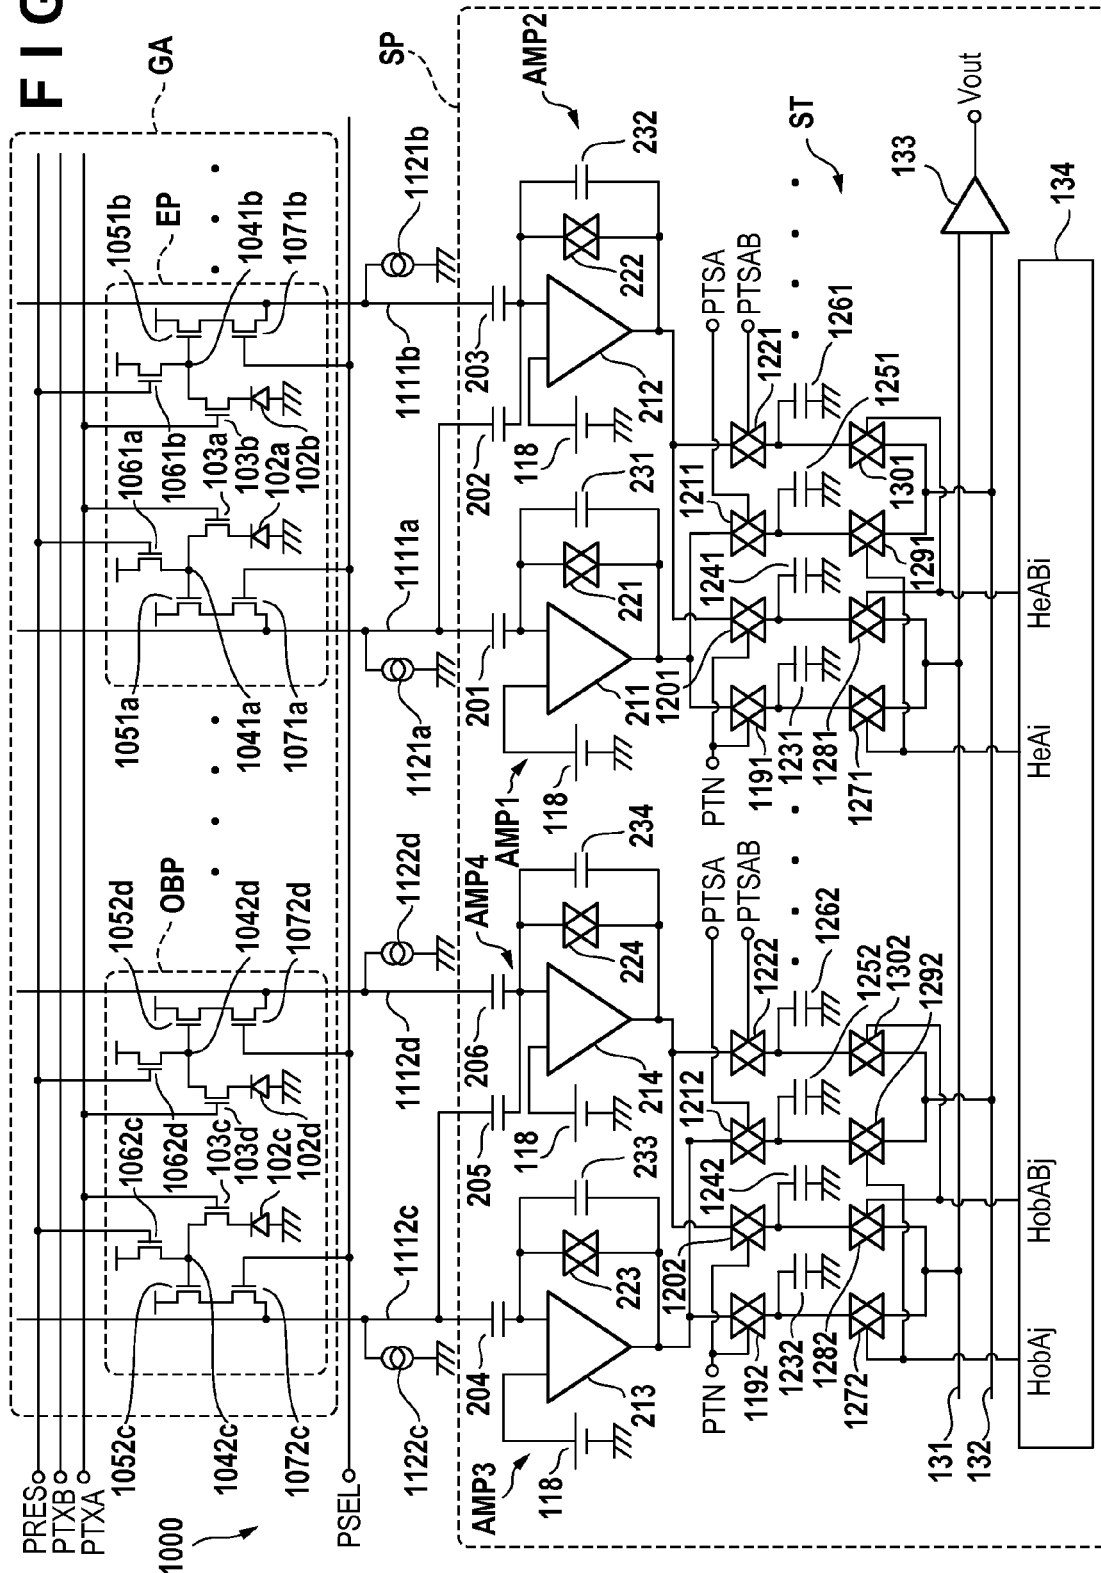 FIG
PRES
PTXB
PTXA
1000
PSEL
GA
OBP
EP
1052c
1042c
1072c
1062c
1062d
103c
103d
102c
102d
1052d
1042d
1072d
1051a
1041a
1071a
1061a
1061b
103a
103b
102a
102b
1051b
1041b
1071b
1122c
1112c
1112d
1122d
1121a
1111a
1111b
1121b
SP
AMP3
204
205
206
AMP4
AMP1
201
202
203
AMP2
118
213
223
233
118
214
224
234
118
211
221
231
118
212
222
232
PTN
1192
1202
1212
1222
PTSA
PTSAB
1232
1242
1252
1262
1272
1282
1292
1302
PTN
1191
1201
1211
1221
PTSA
PTSAB
1231
1241
1251
1261
1271
1281
1291
1301
ST
131
132
133
Vout
HobAj
HobABj
HeAi
HeABi
134